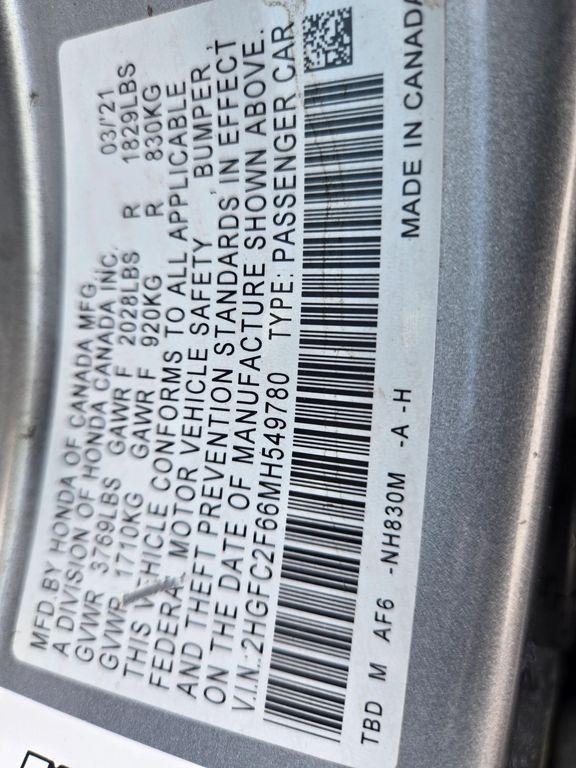 MFD.BY HONDA OF CANADA MFG. 03/'21
A DIVISION OF HONDA CANADA INC.
GVWR 3769LBS GAWR F 2028LBS R 1829LBS
GVWR 1710KG GAWR F 920KG R 830KG
THIS VEHICLE CONFORMS TO ALL APPLICABLE
FEDERAL MOTOR VEHICLE SAFETY, BUMPER,
AND THEFT PREVENTION STANDARDS IN EFFECT
ON THE DATE OF MANUFACTURE SHOWN ABOVE.
V.I.N.:2HGFC2F66MH549780 TYPE: PASSENGER CAR
TBD M AF6 -NH830M -A -H
MADE IN CANADA